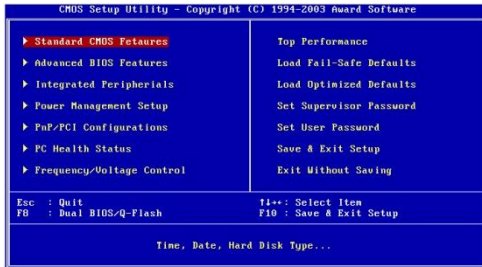 CMOS Setup Utility - Copyright (C) 1994-2003 Award Software
▶ Standard CMOS Fetaures
▶ Advanced BIOS Features
▶ Integrated Peripherials
▶ Power Management Setup
▶ PnP/PCI Configurations
▶ PC Health Status
▶ Frequency/Voltage Control
Top Performance
Load Fail-Safe Defaults
Load Optimized Defaults
Set Supervisor Password
Set User Password
Save & Exit Setup
Exit Without Saving
Esc : Quit
F8 : Dual BIOS/Q-Flash
↑↓→←: Select Item
F10 : Save & Exit Setup
Time, Date, Hard Disk Type...